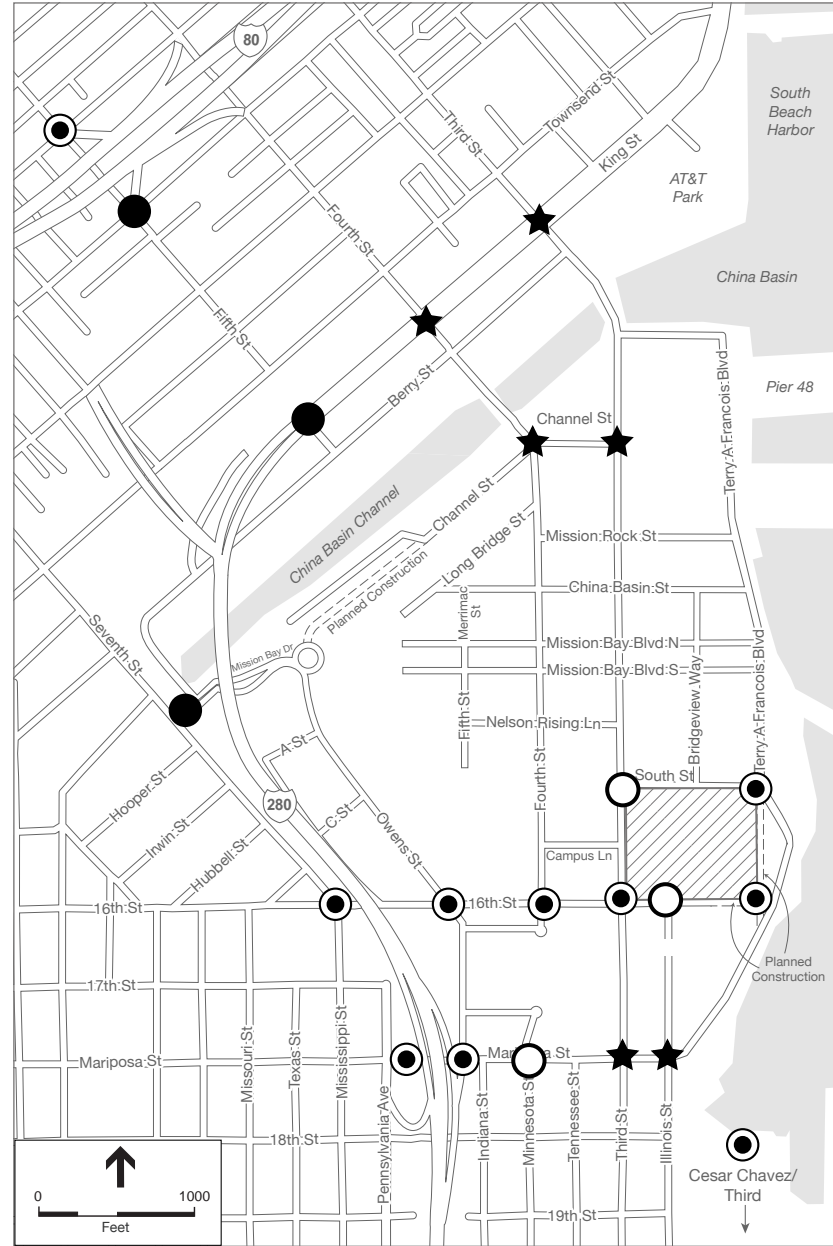 80
South
Beach
Harbor
Townsend St
Third St
King St
AT&T
Park
Fourth St
China Basin
Fifth St
Terry A Francois Blvd
Berry St
Pier 48
Channel St
China Basin Channel
Channel St
Mission Rock St
Long Bridge St
Planned Construction
China Basin St
Merrimac
St
Seventh St
Mission Bay Blvd N
Mission Bay Dr
Mission Bay Blvd S
Bridgeview Way
Terry A Francois Blvd
Fifth St
Nelson Rising Ln
A St
Fourth St
South St
Hooper St
280
C St
Irwin St
Owens St
Campus Ln
Hubbell St
16th St
16th St
Planned
Construction
17th St
Missouri St
Texas St
Mississippi St
Mariposa St
Mariposa St
Pennsylvania Ave
Indiana St
Minnesota St
Tennessee St
Third St
Illinois St
18th St
Cesar Chavez/
Third
0 1000
Feet
19th St